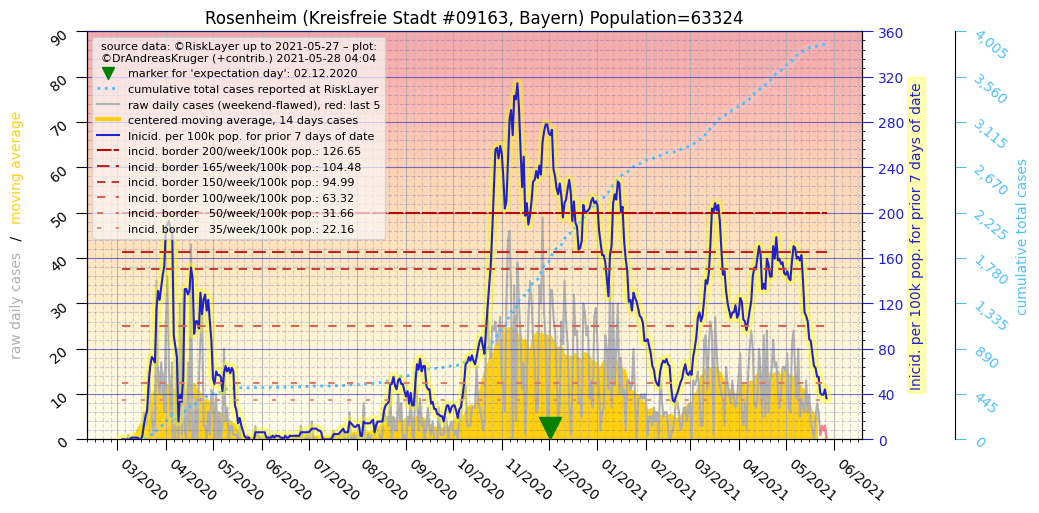 Rosenheim (Kreisfreie Stadt #09163, Bayern) Population=63324
source data: ©RiskLayer up to 2021-05-27 – plot:
©DrAndreasKruger (+contrib.) 2021-05-28 04:04
marker for 'expectation day': 02.12.2020
cumulative total cases reported at RiskLayer
raw daily cases (weekend-flawed), red: last 5
centered moving average, 14 days cases
Inicid. per 100k pop. for prior 7 days of date
incid. border 200/week/100k pop.: 126.65
incid. border 165/week/100k pop.: 104.48
incid. border 150/week/100k pop.: 94.99
incid. border 100/week/100k pop.: 63.32
incid. border   50/week/100k pop.: 31.66
incid. border   35/week/100k pop.: 22.16
raw daily cases / moving average
90
80
70
60
50
40
30
20
10
0
03/2020
04/2020
05/2020
06/2020
07/2020
08/2020
09/2020
10/2020
11/2020
12/2020
01/2021
02/2021
03/2021
04/2021
05/2021
06/2021
360
320
280
240
200
160
120
80
40
0
Inicid. per 100k pop. for prior 7 days of date
4,005
3,560
3,115
2,670
2,225
1,780
1,335
890
445
0
cumulative total cases